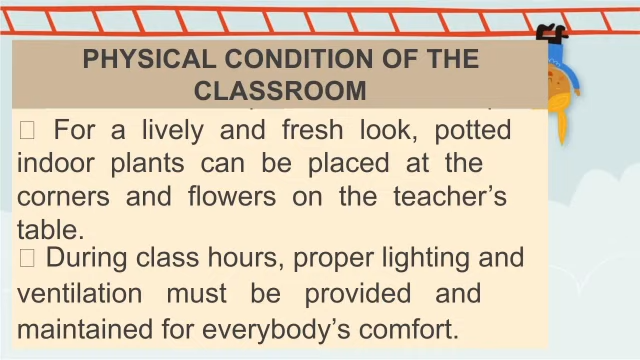 PHYSICAL CONDITION OF THE
CLASSROOM
□ For a lively and fresh look, potted
indoor plants can be placed at the
corners and flowers on the teacher’s
table.
□ During class hours, proper lighting and
ventilation must be provided and
maintained for everybody’s comfort.